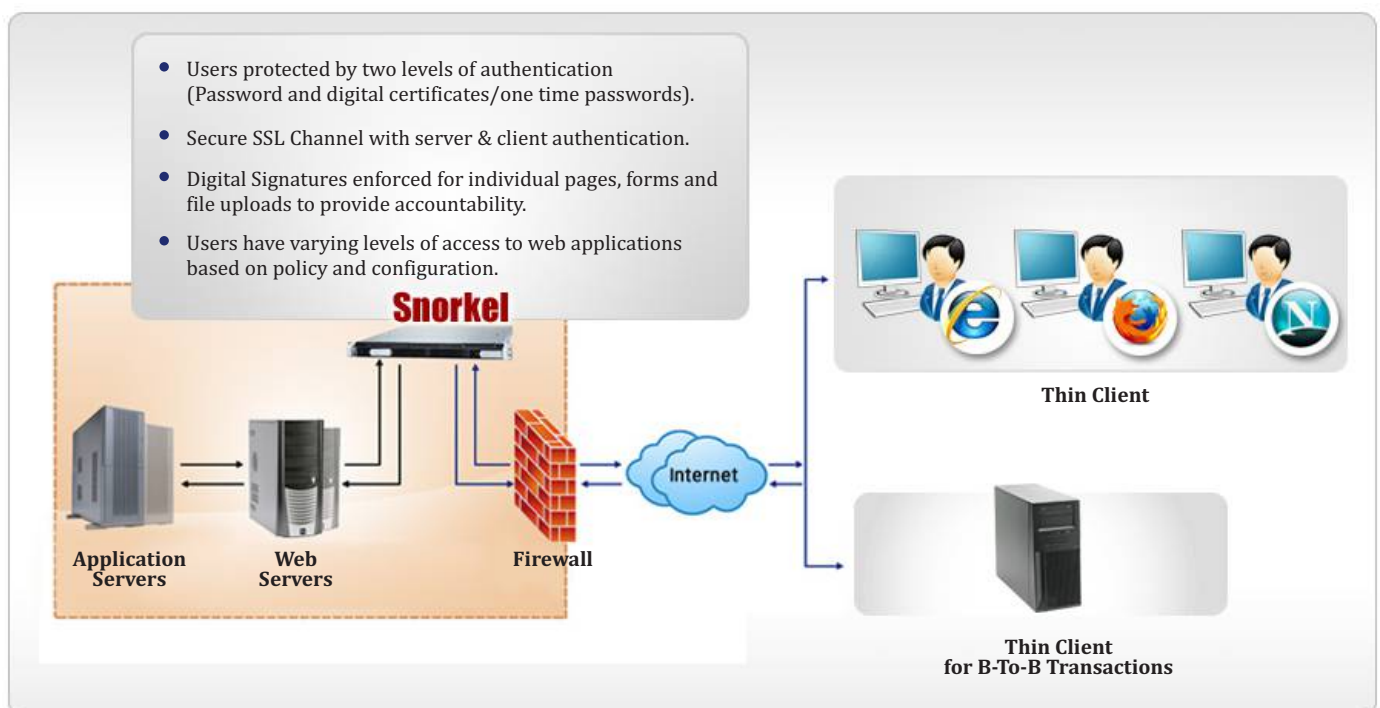 • Users protected by two levels of authentication
(Password and digital certificates/one time passwords).
• Secure SSL Channel with server & client authentication.
• Digital Signatures enforced for individual pages, forms and
file uploads to provide accountability.
• Users have varying levels of access to web applications
based on policy and configuration.
Snorkel
N
Thin Client
Internet
Application
Servers
Web
Servers
Firewall
Thin Client
for B-To-B Transactions